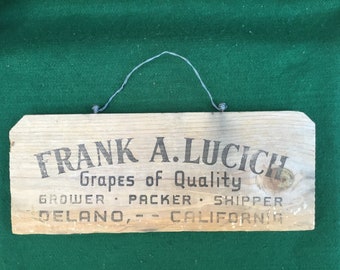 FRANK A. LUCICH
Grapes of Quality
GROWER · PACKER · SHIPPER
DELANO, -- CALIFORNIA